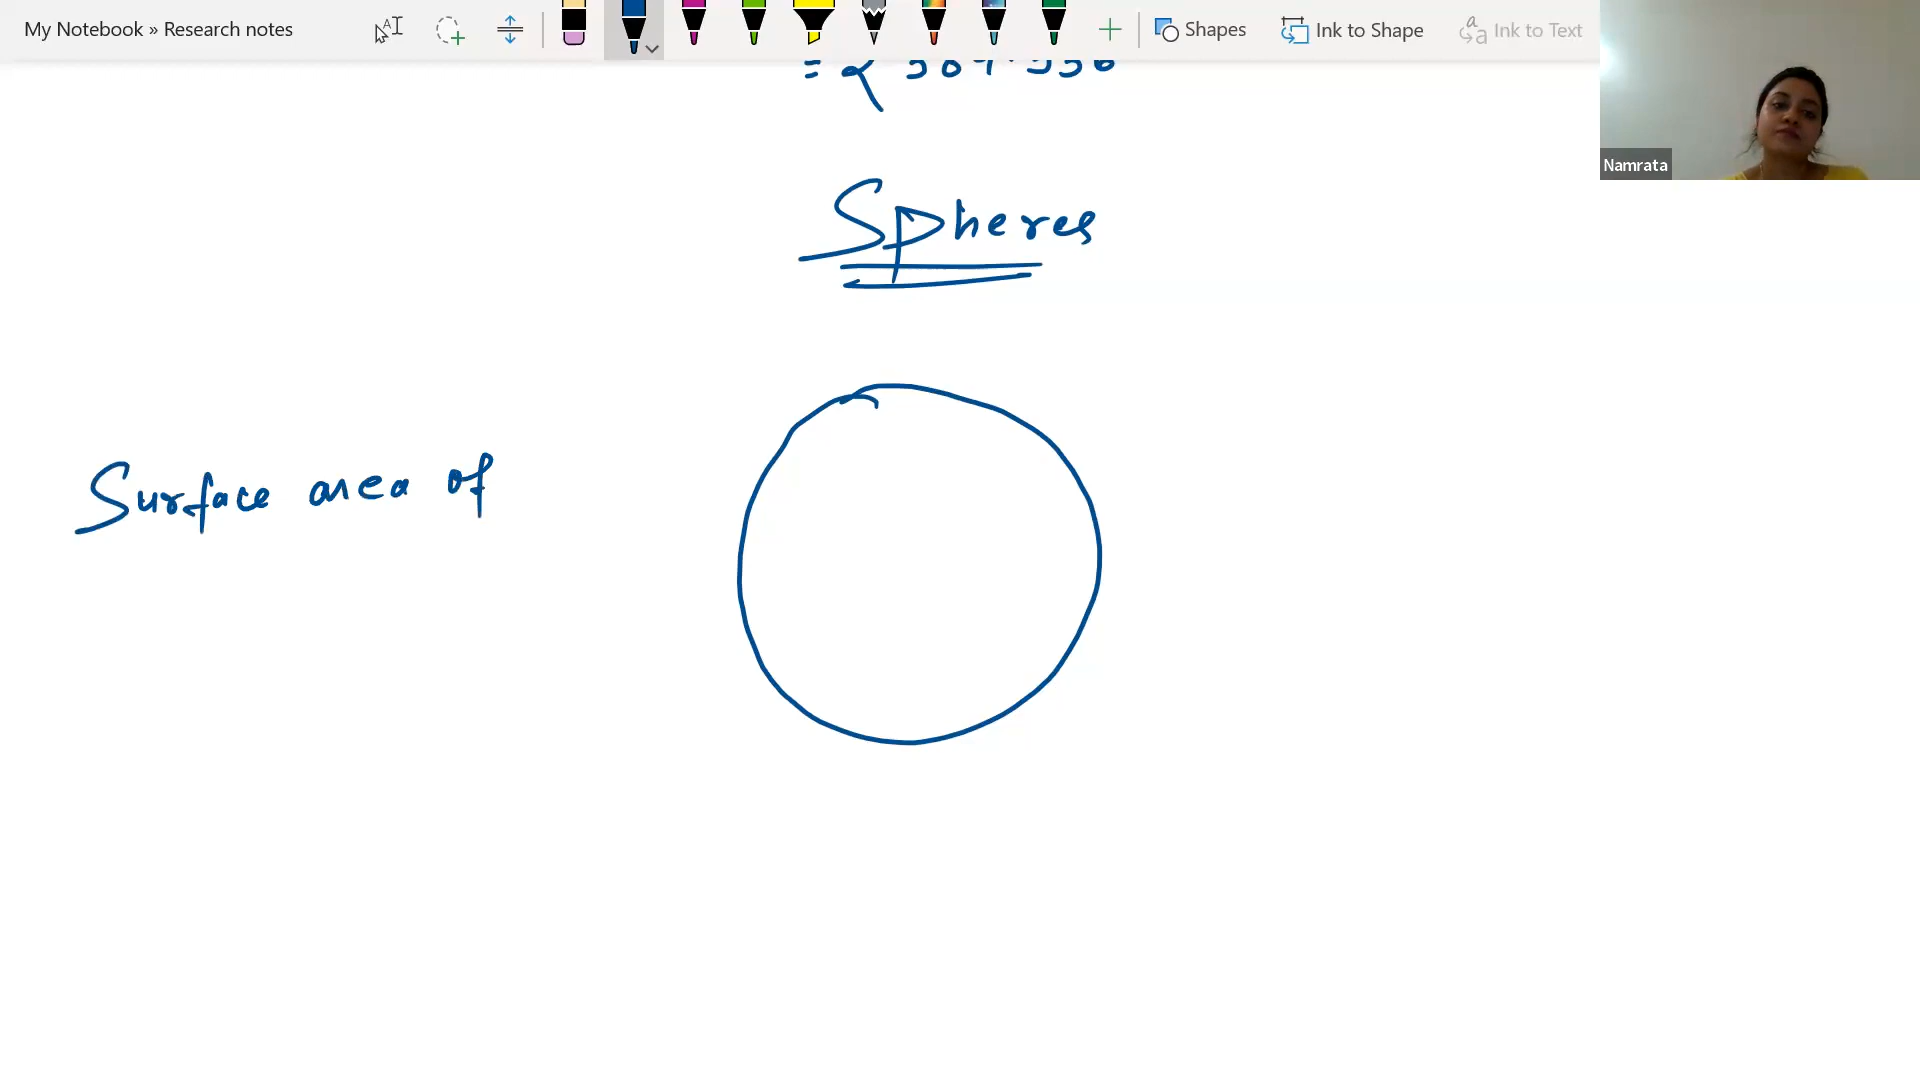 My Notebook » Research notes
Shapes
Ink to Shape
Ink to Text
Namrata
Spheres
Surface area of